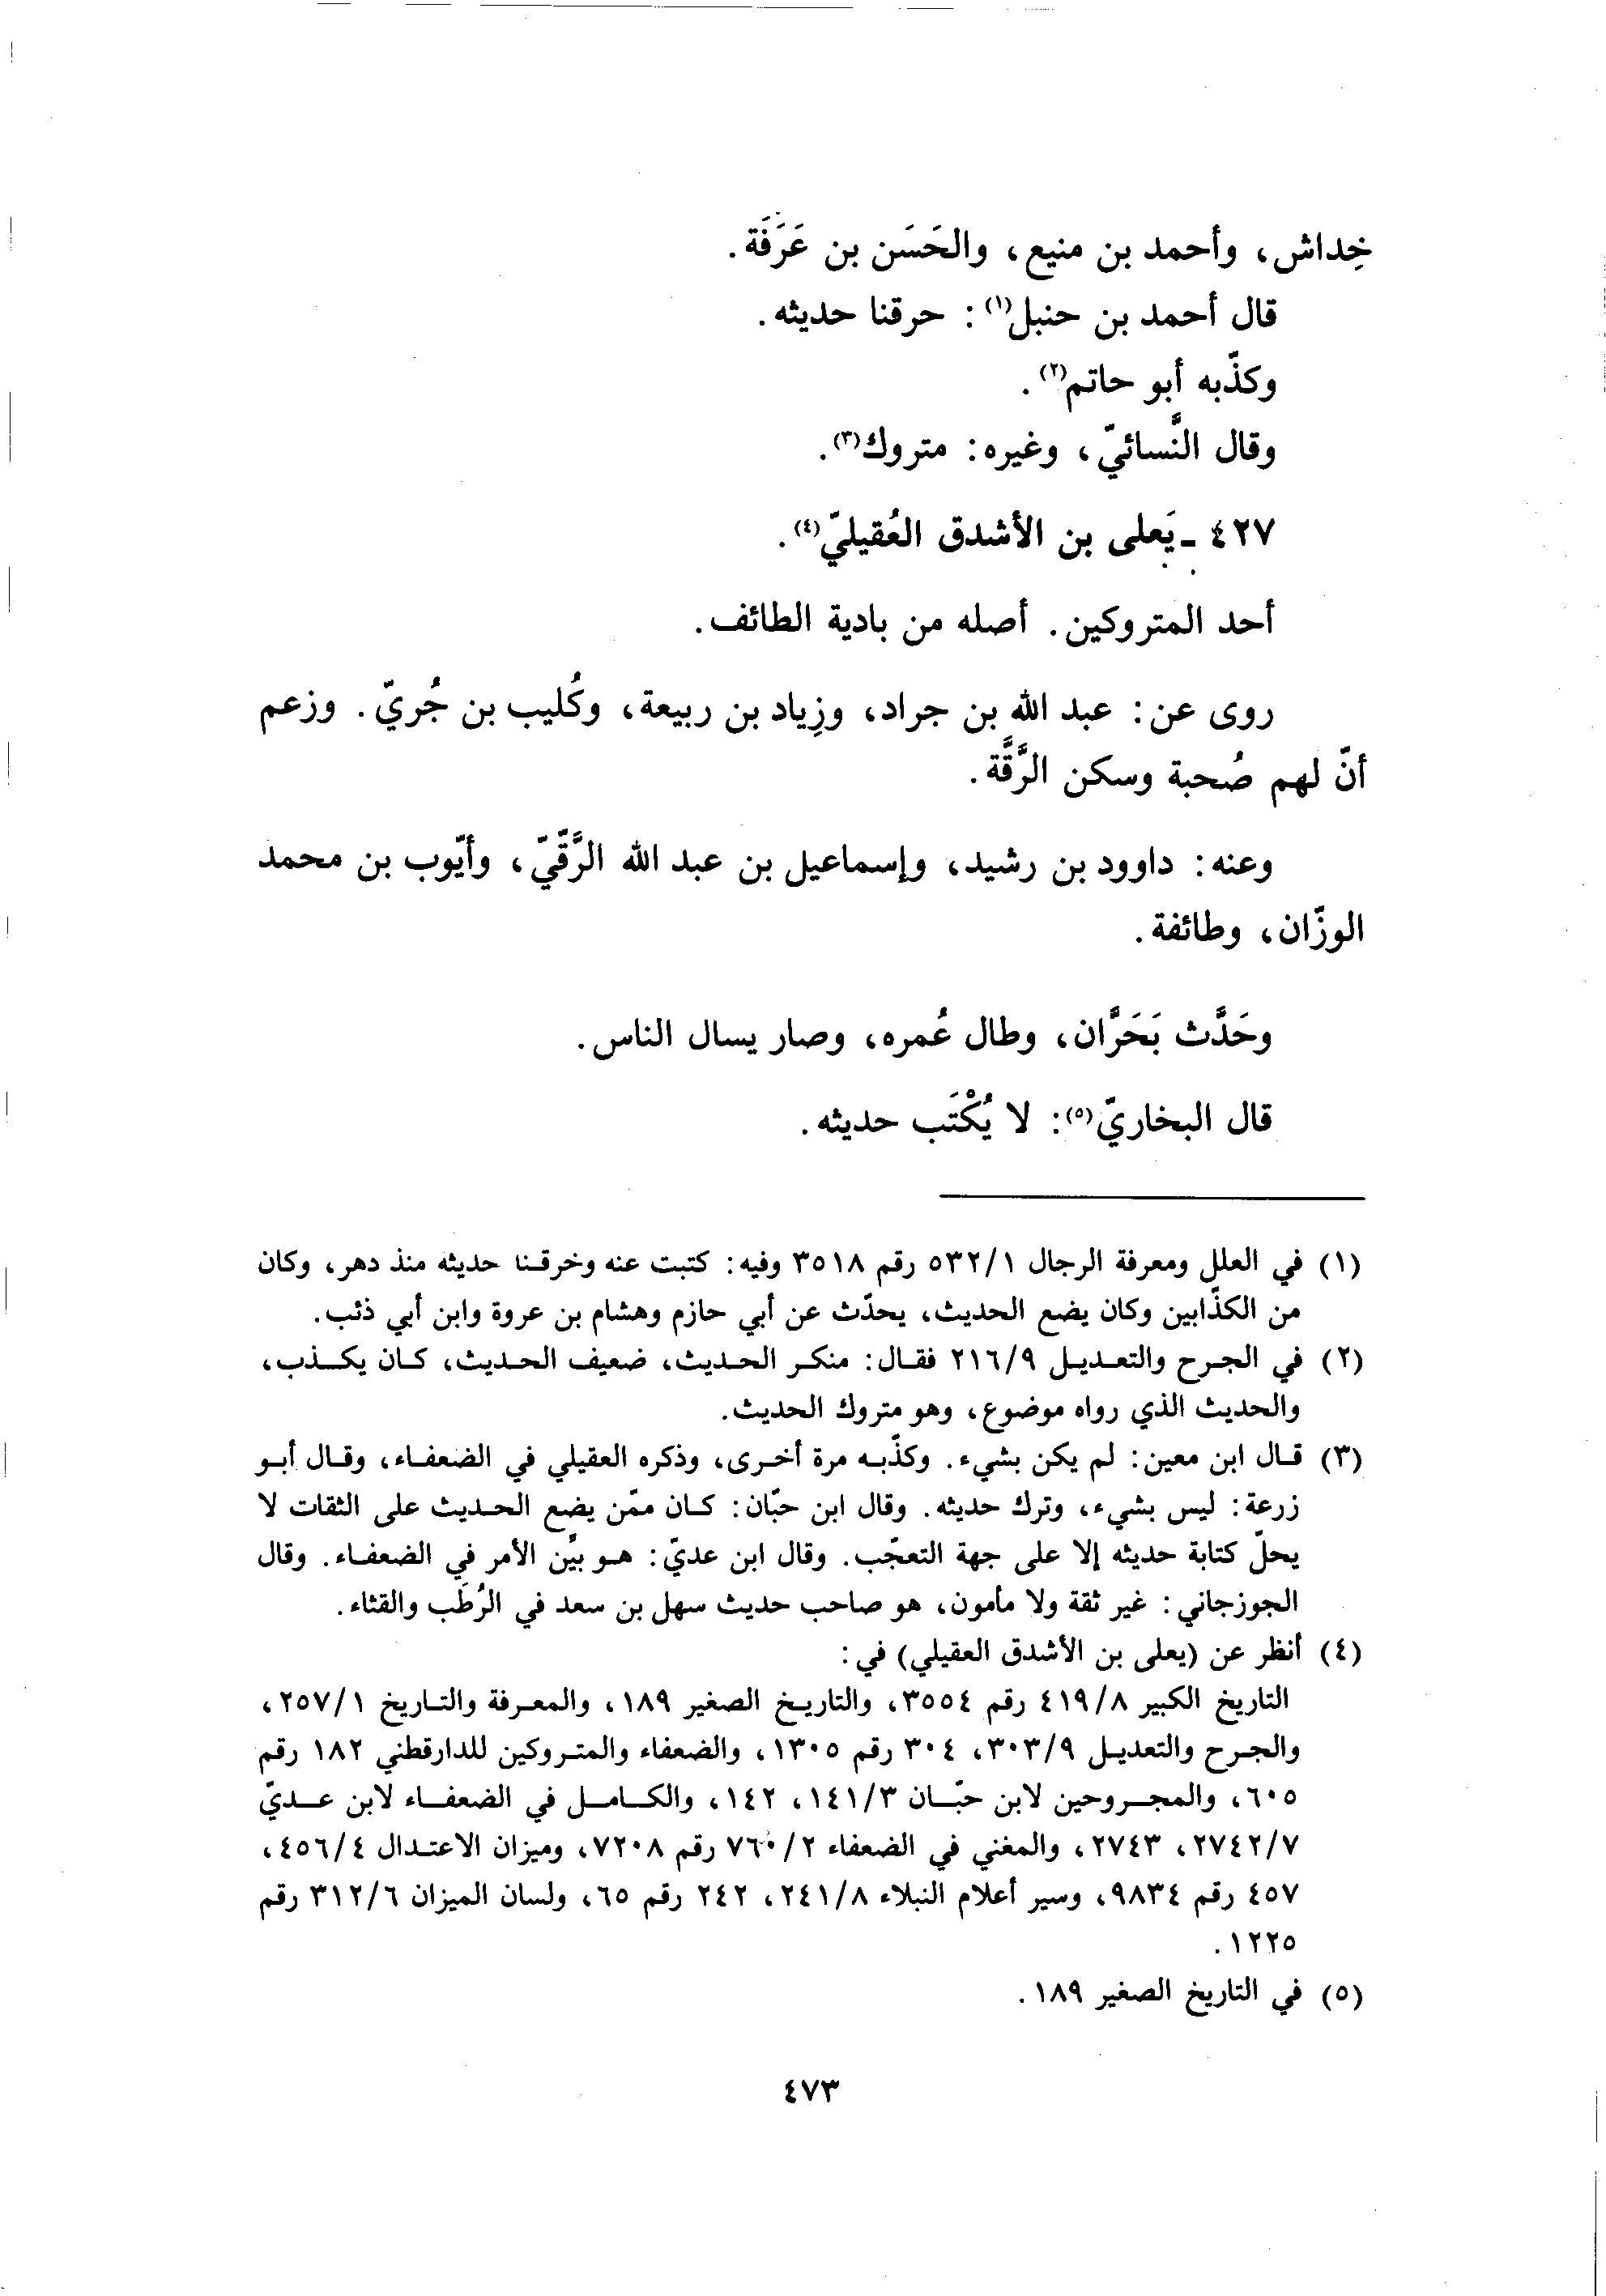 خِداش، وأحمد بن منيع، والحَسَن بن عَرَفَة.
قال أحمد بن حنبل(١): حرقنا حديثه.
وكذّبه أبو حاتم(٢).
وقال النَّسائيّ، وغيره: متروك(٣).
٤٢٧ - يَعلى بن الأشدق العُقيليّ(٤).
أحد المتروكين. أصله من بادية الطائف.
روى عن: عبد الله بن جراد، وزِياد بن ربيعة، وكُليب بن جُريّ. وزعم
أنّ لهم صُحبة وسكن الرَّقَّة.
وعنه: داوود بن رشيد، وإسماعيل بن عبد الله الرَّقّيّ، وأيّوب بن محمد
الوزّان، وطائفة.
وحَدَّث بَحَرَّان، وطال عُمره، وصار يسال الناس.
قال البخاريّ(٥): لا يُكْتَب حديثه.
(١) في العلل ومعرفة الرجال ٥٣٢/١ رقم ٣٥١٨ وفيه: كتبت عنه وخرقنا حديثه منذ دهر، وكان
من الكذّابين وكان يضع الحديث، يحدّث عن أبي حازم وهشام بن عروة وابن أبي ذئب.
(٢) في الجرح والتعديل ٢١٦/٩ فقال: منكر الحديث، ضعيف الحديث، كان يكذب،
والحديث الذي رواه موضوع، وهو متروك الحديث.
(٣) قال ابن معين: لم يكن بشيء. وكذّبه مرة أخرى، وذكره العقيلي في الضعفاء، وقال أبو
زرعة: ليس بشيء، وترك حديثه. وقال ابن حبّان: كان ممّن يضع الحديث على الثقات لا
يحلّ كتابة حديثه إلا على جهة التعجّب. وقال ابن عديّ: هو بيِّن الأمر في الضعفاء. وقال
الجوزجاني: غير ثقة ولا مأمون، هو صاحب حديث سهل بن سعد في الرُطَب والقثاء.
(٤) أنظر عن (يعلى بن الأشدق العقيلي) في:
التاريخ الكبير ٤١٩/٨ رقم ٣٥٥٤، والتاريخ الصغير ١٨٩، والمعرفة والتاريخ ٢٥٧/١،
والجرح والتعديل ٣٠٣/٩، ٣٠٤ رقم ١٣٠٥، والضعفاء والمتروكين للدارقطني ١٨٢ رقم
٦٠٥، والمجروحين لابن حبّان ١٤١/٣، ١٤٢، والكامل في الضعفاء لابن عديّ
٢٧٤٢/٧، ٢٧٤٣، والمغني في الضعفاء ٧٦٠/٢ رقم ٧٢٠٨، وميزان الاعتدال ٤٥٦/٤،
٤٥٧ رقم ٩٨٣٤، وسير أعلام النبلاء ٢٤١/٨، ٢٤٢ رقم ٦٥، ولسان الميزان ٣١٢/٦ رقم
١٢٢٥.
(٥) في التاريخ الصغير ١٨٩.
٤٧٣